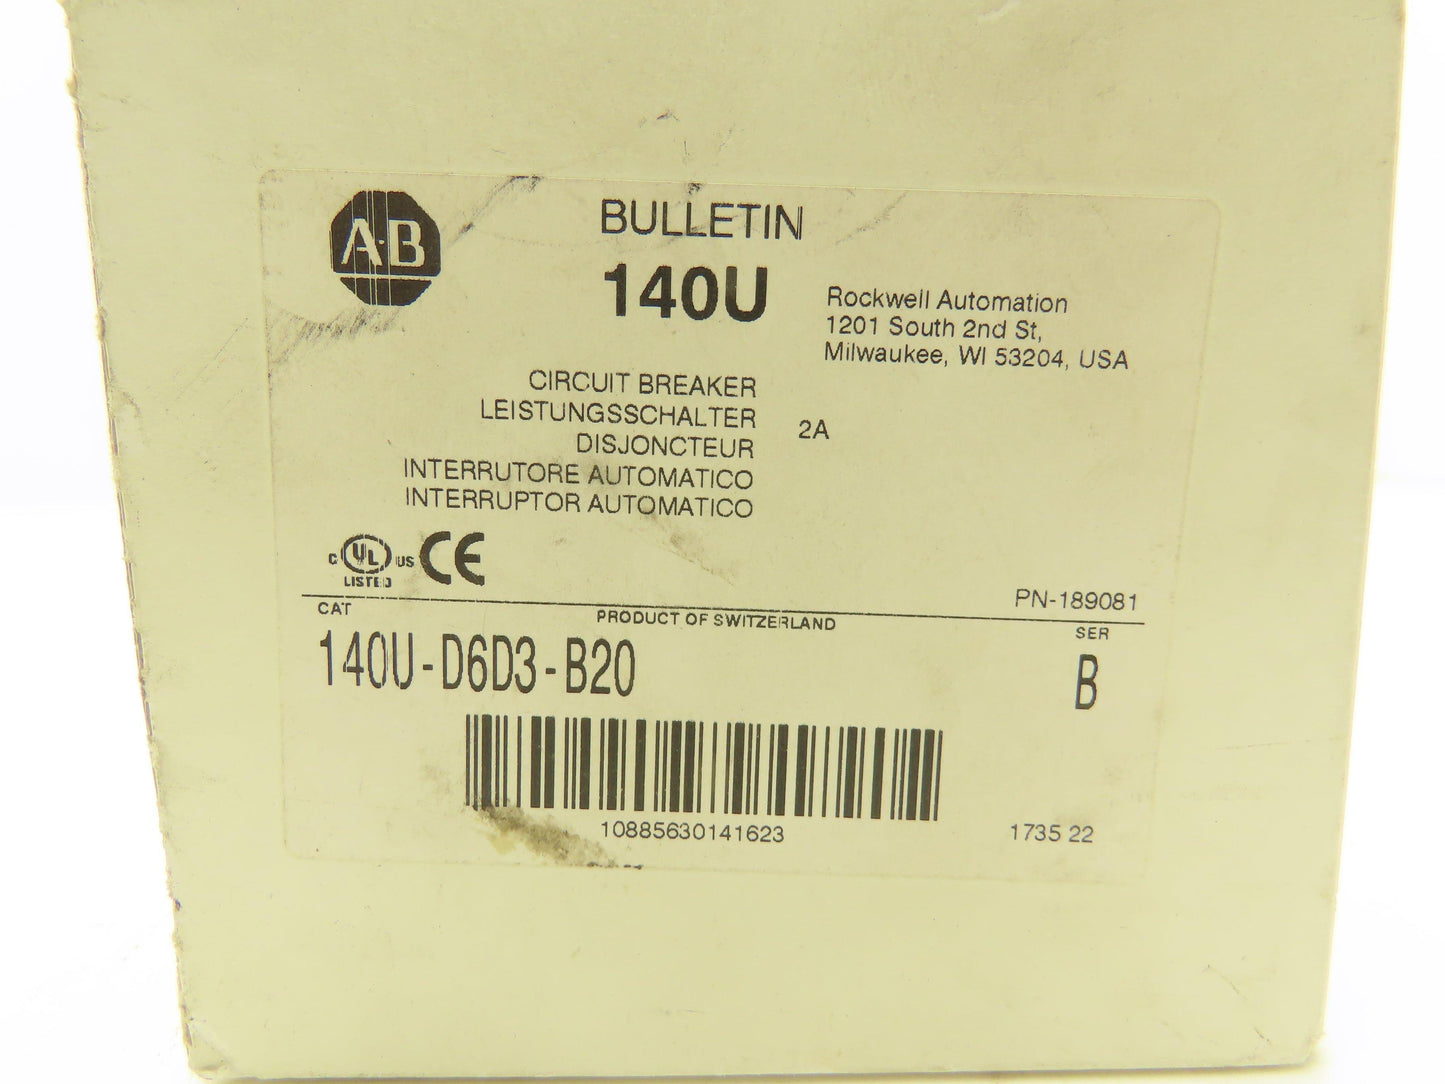 A-B
BULLETIN
140U
Rockwell Automation
1201 South 2nd St,
Milwaukee, WI 53204, USA
CIRCUIT BREAKER
LEISTUNGSSCHALTER
DISJONCTEUR
INTERRUTORE AUTOMATICO
INTERRUPTOR AUTOMATICO
2A
C UL US
LISTED
CE
PN-189081
CAT
PRODUCT OF SWITZERLAND
SER
140U-D6D3-B20
B
10885630141623
1735 22